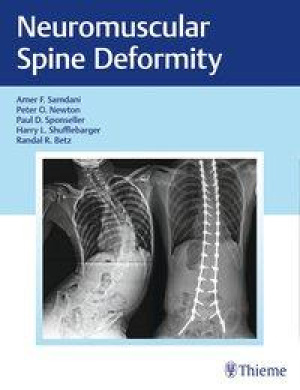 Neuromuscular
Spine Deformity
Amer F. Samdani
Peter O. Newton
Paul D. Sponseller
Harry L. Shufflebarger
Randal R. Betz
Thieme